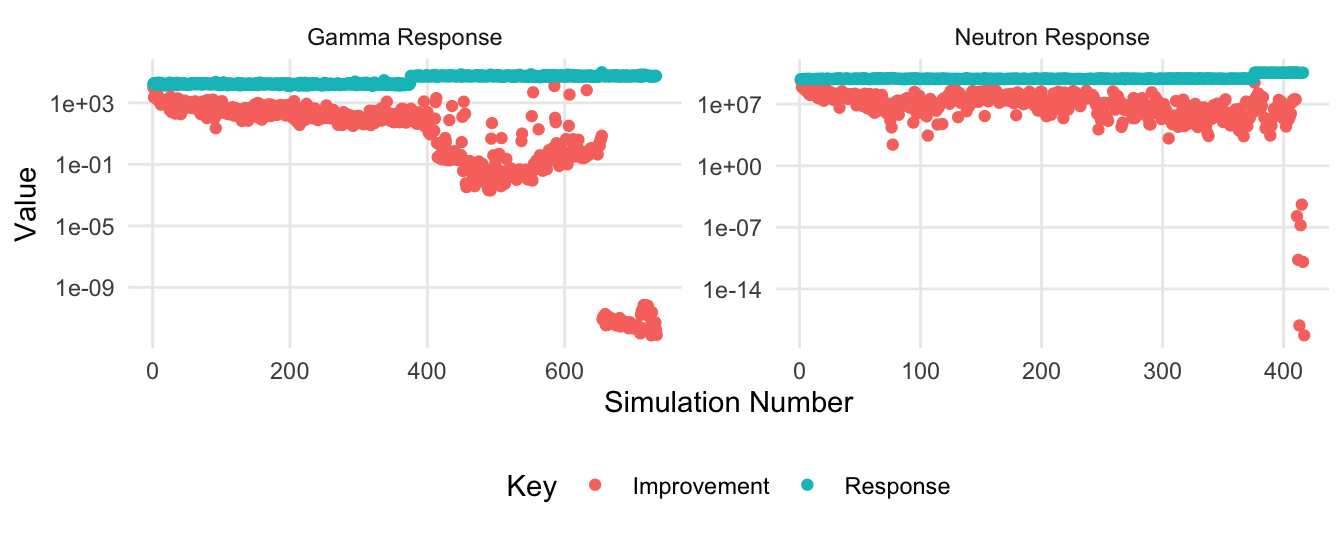 Gamma Response
Neutron Response
Value
1e+03
1e-01
1e-05
1e-09
1e+07
1e+00
1e-07
1e-14
0 200 400 600
0 100 200 300 400
Simulation Number
Key Improvement Response